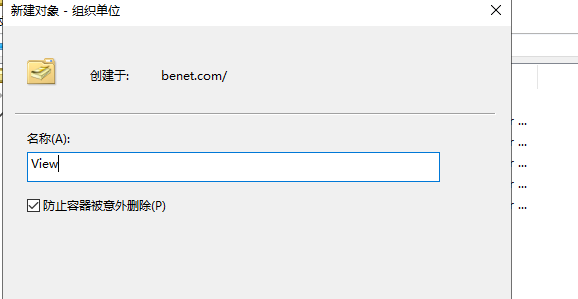 新建对象 - 组织单位
创建于: benet.com/
名称(A):
View
防止容器被意外删除(P)
r ...
r ...
r ...
r ...
r ...